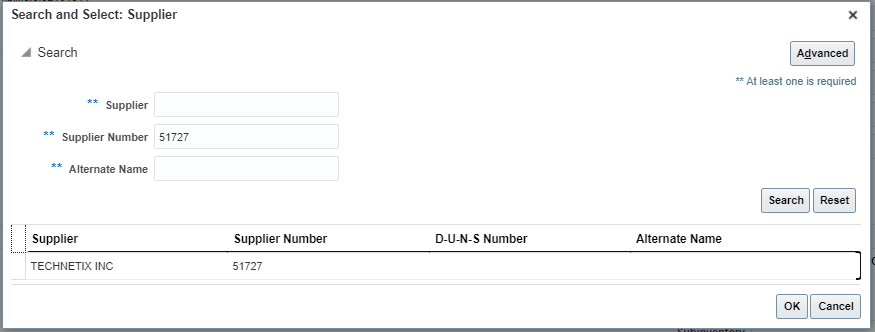 Search and Select: Supplier
Search
Advanced
** At least one is required
** Supplier
** Supplier Number 51727
** Alternate Name
Search Reset
Supplier Supplier Number D-U-N-S Number Alternate Name
TECHNETIX INC 51727
OK Cancel